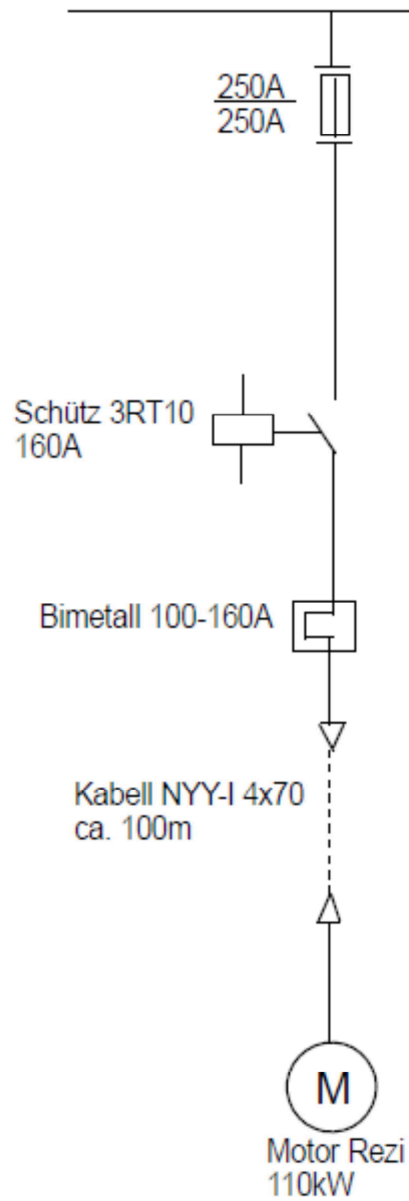 250A
250A
Schütz 3RT10
160A
Bimetall 100-160A
Kabell NYY-I 4x70
ca. 100m
M
Motor Rezi
110kW